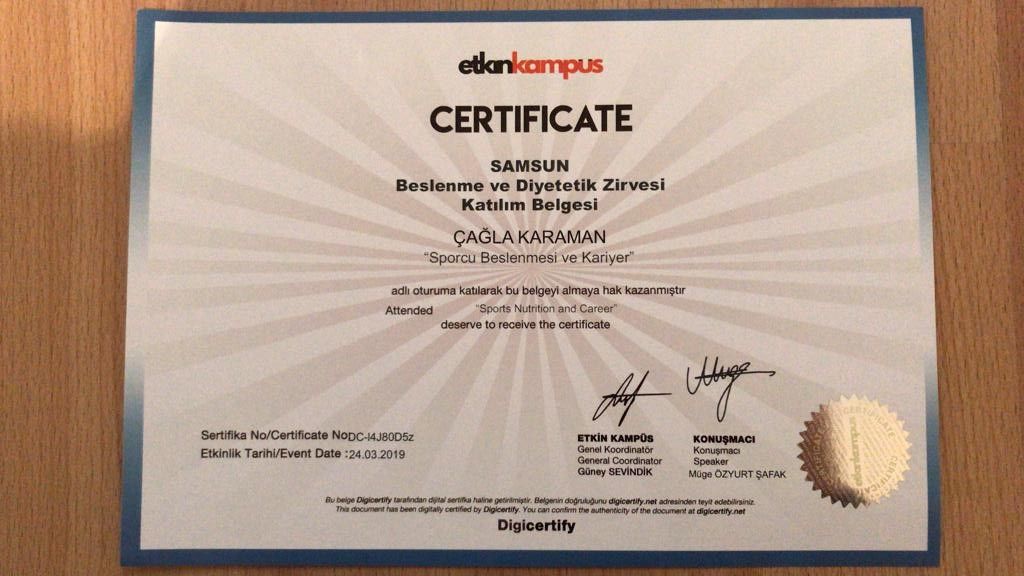 etkinkampüs
CERTIFICATE
SAMSUN
Beslenme ve Diyetetik Zirvesi
Katılım Belgesi
ÇAĞLA KARAMAN
“Sporcu Beslenmesi ve Kariyer”
adlı oturuma katılarak bu belgeyi almaya hak kazanmıştır
Attended “Sports Nutrition and Career”
deserve to receive the certificate
Sertifika No/Certificate NoDC-I4J80D5z
Etkinlik Tarihi/Event Date :24.03.2019
ETKİN KAMPÜS
Genel Koordinatör
General Coordinator
Güney SEVİNDİK
KONUŞMACI
Konuşmacı
Speaker
Müge ÖZYURT ŞAFAK
CERTIFICATE
etkinkampüs
Bu belge Digicertify tarafından dijital sertifka haline getirilmiştir. Belgenin doğruluğunu digicertify.net adresinden teyit edebilirsiniz.
This document has been digitally certified by Digicertify. You can confirm the authenticity of the document at digicertify.net
Digicertify